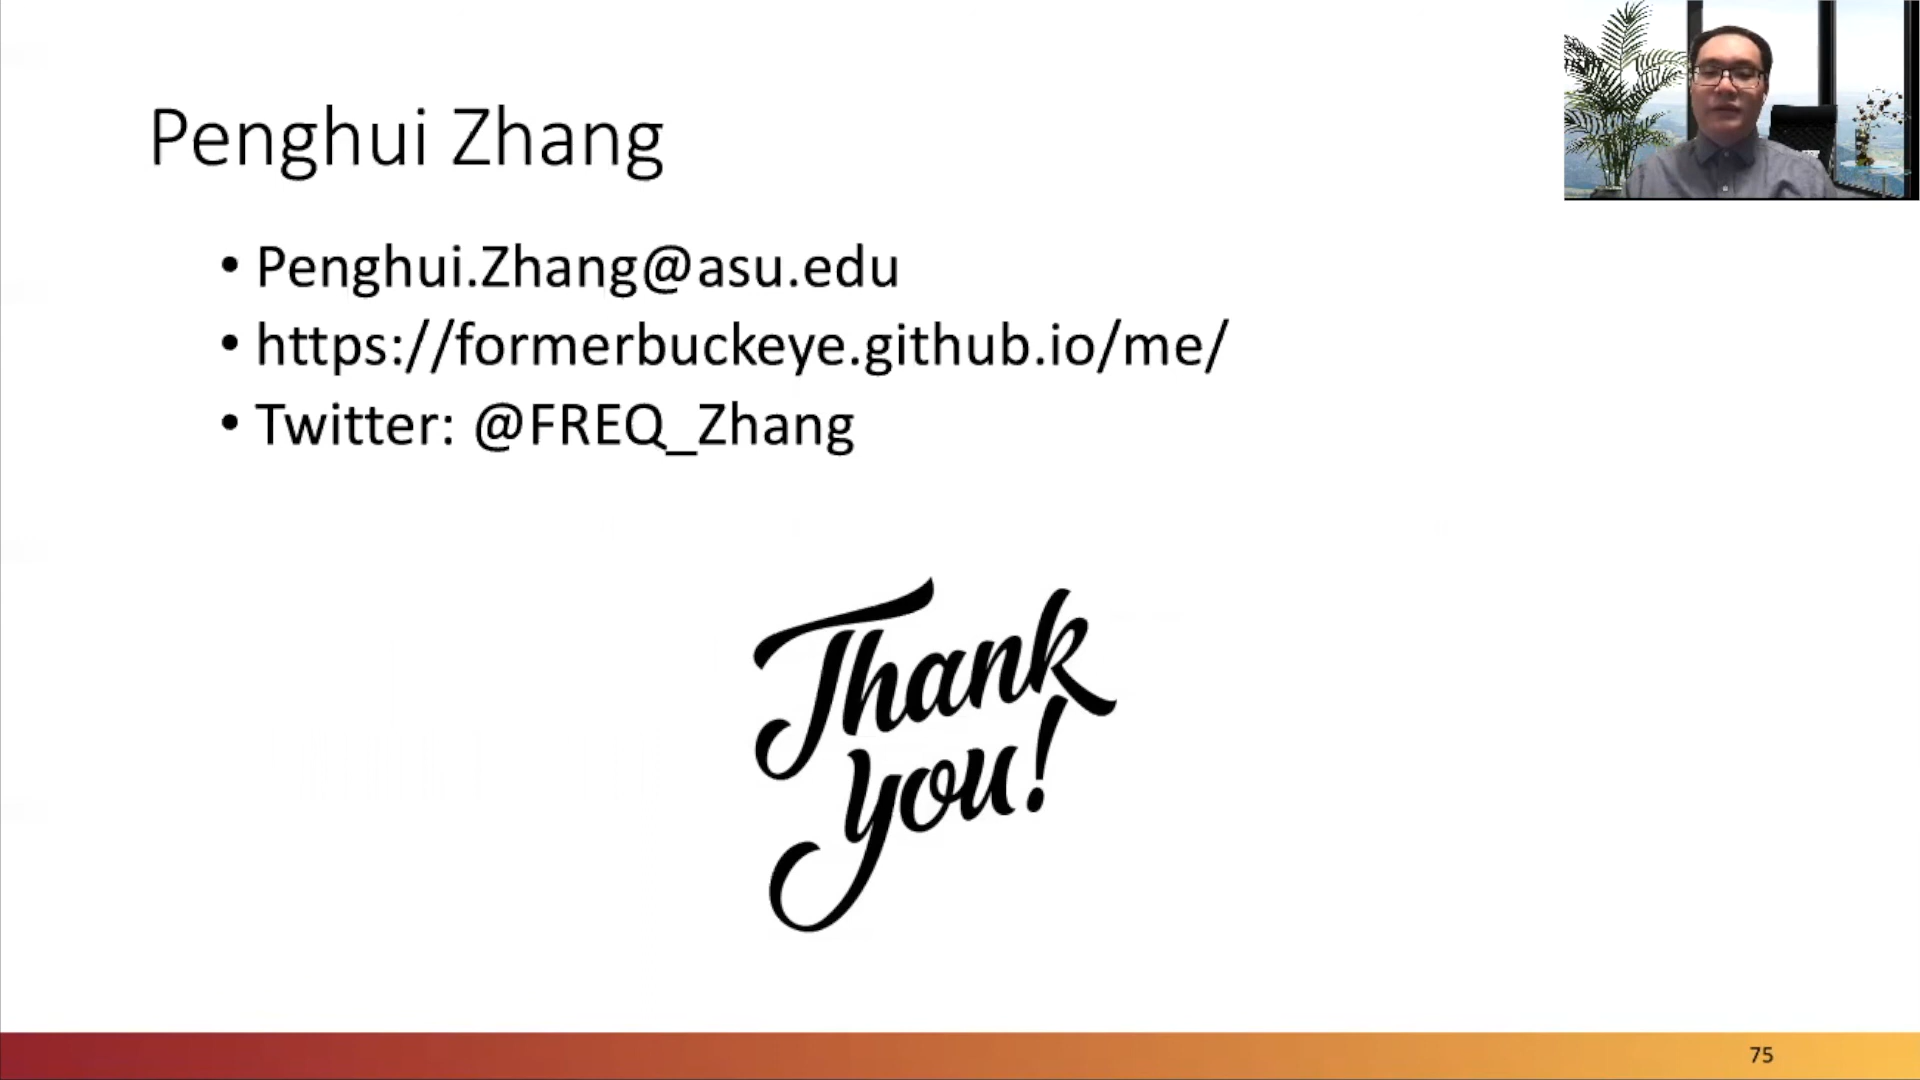 Penghui Zhang
• Penghui.Zhang@asu.edu
• https://formerbuckeye.github.io/me/
• Twitter: @FREQ_Zhang
Thank
you!
75